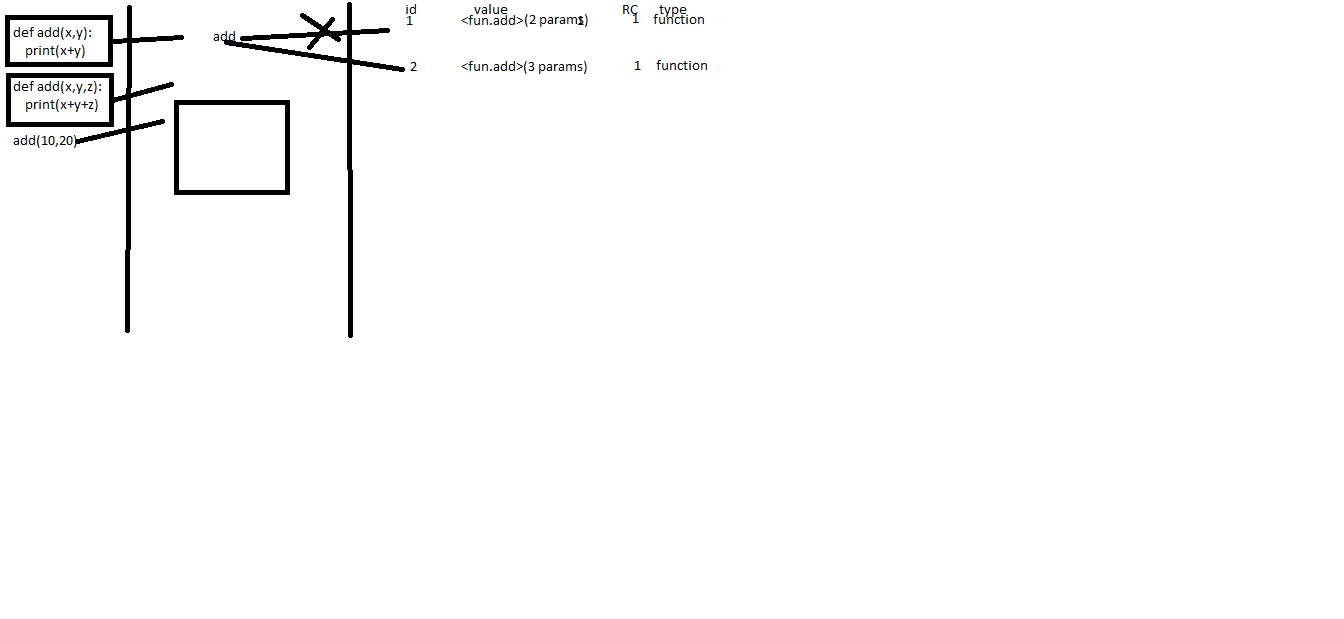 def add(x,y):
print(x+y)
def add(x,y,z):
print(x+y+z)
add(10,20)
add
id value RC type
1 <fun.add>(2 params) 1 function
2 <fun.add>(3 params) 1 function